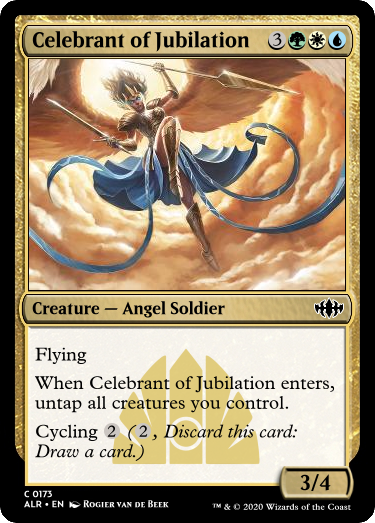 Celebrant of Jubilation 3
Creature — Angel Soldier
Flying
When Celebrant of Jubilation enters,
untap all creatures you control.
Cycling 2 (2, Discard this card:
Draw a card.)
3/4
C 0173
ALR • EN Rogier van de Beek
™ & © 2020 Wizards of the Coast